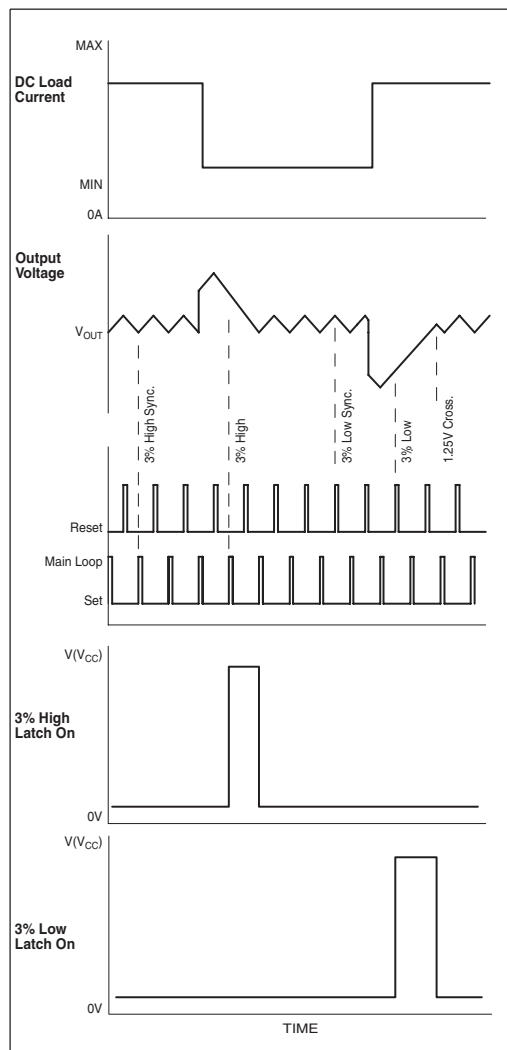 MAX
DC Load
Current
MIN
0A
Output
Voltage
VOUT
3% High Sync.
3% High
3% Low Sync.
3% Low
1.25V Cross.
Reset
Main Loop
Set
V(VCC)
3% High
Latch On
0V
V(VCC)
3% Low
Latch On
0V
TIME